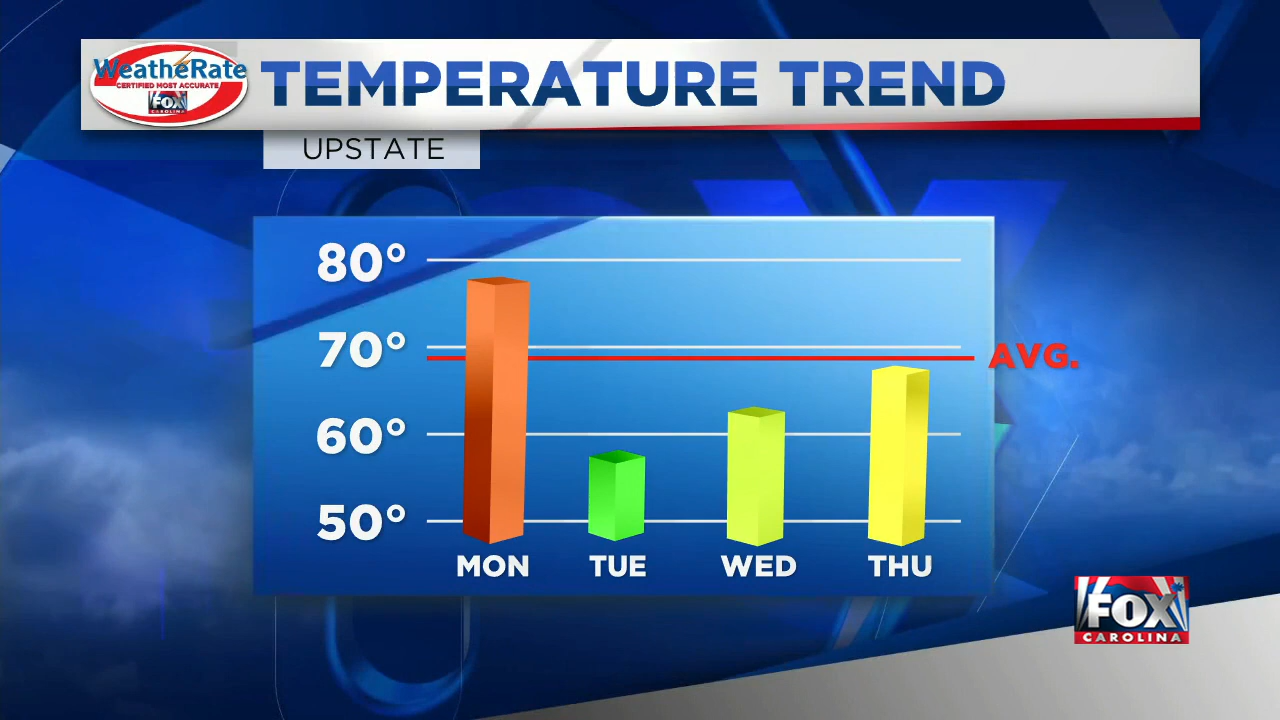 WeatheRate
CERTIFIED MOST ACCURATE
FOX
CAROLINA
TEMPERATURE TREND
UPSTATE
80°
70°
AVG.
60°
50°
MON TUE WED THU
FOX
CAROLINA